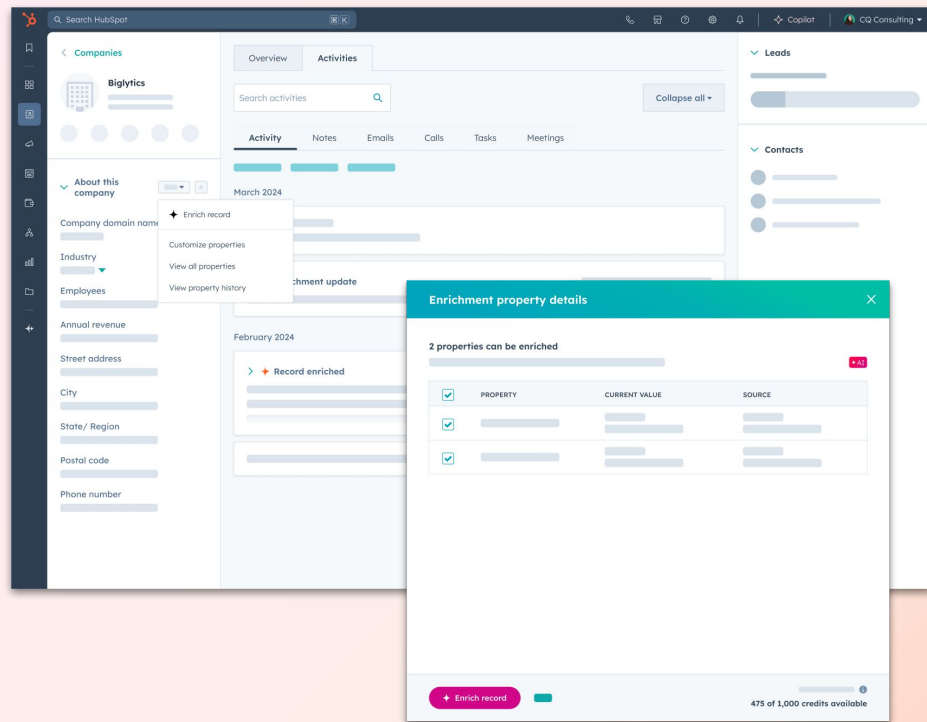 Search HubSpot
⌘ K
Copilot
CQ Consulting
Companies
Biglytics
About this
company
Enrich record
Customize properties
View all properties
View property history
Company domain name
Industry
Employees
Annual revenue
Street address
City
State/ Region
Postal code
Phone number
Overview
Activities
Search activities
Collapse all
Activity
Notes
Emails
Calls
Tasks
Meetings
March 2024
chment update
February 2024
Record enriched
Leads
Contacts
Enrichment property details
2 properties can be enriched
+ AI
PROPERTY
CURRENT VALUE
SOURCE
Enrich record
475 of 1,000 credits available